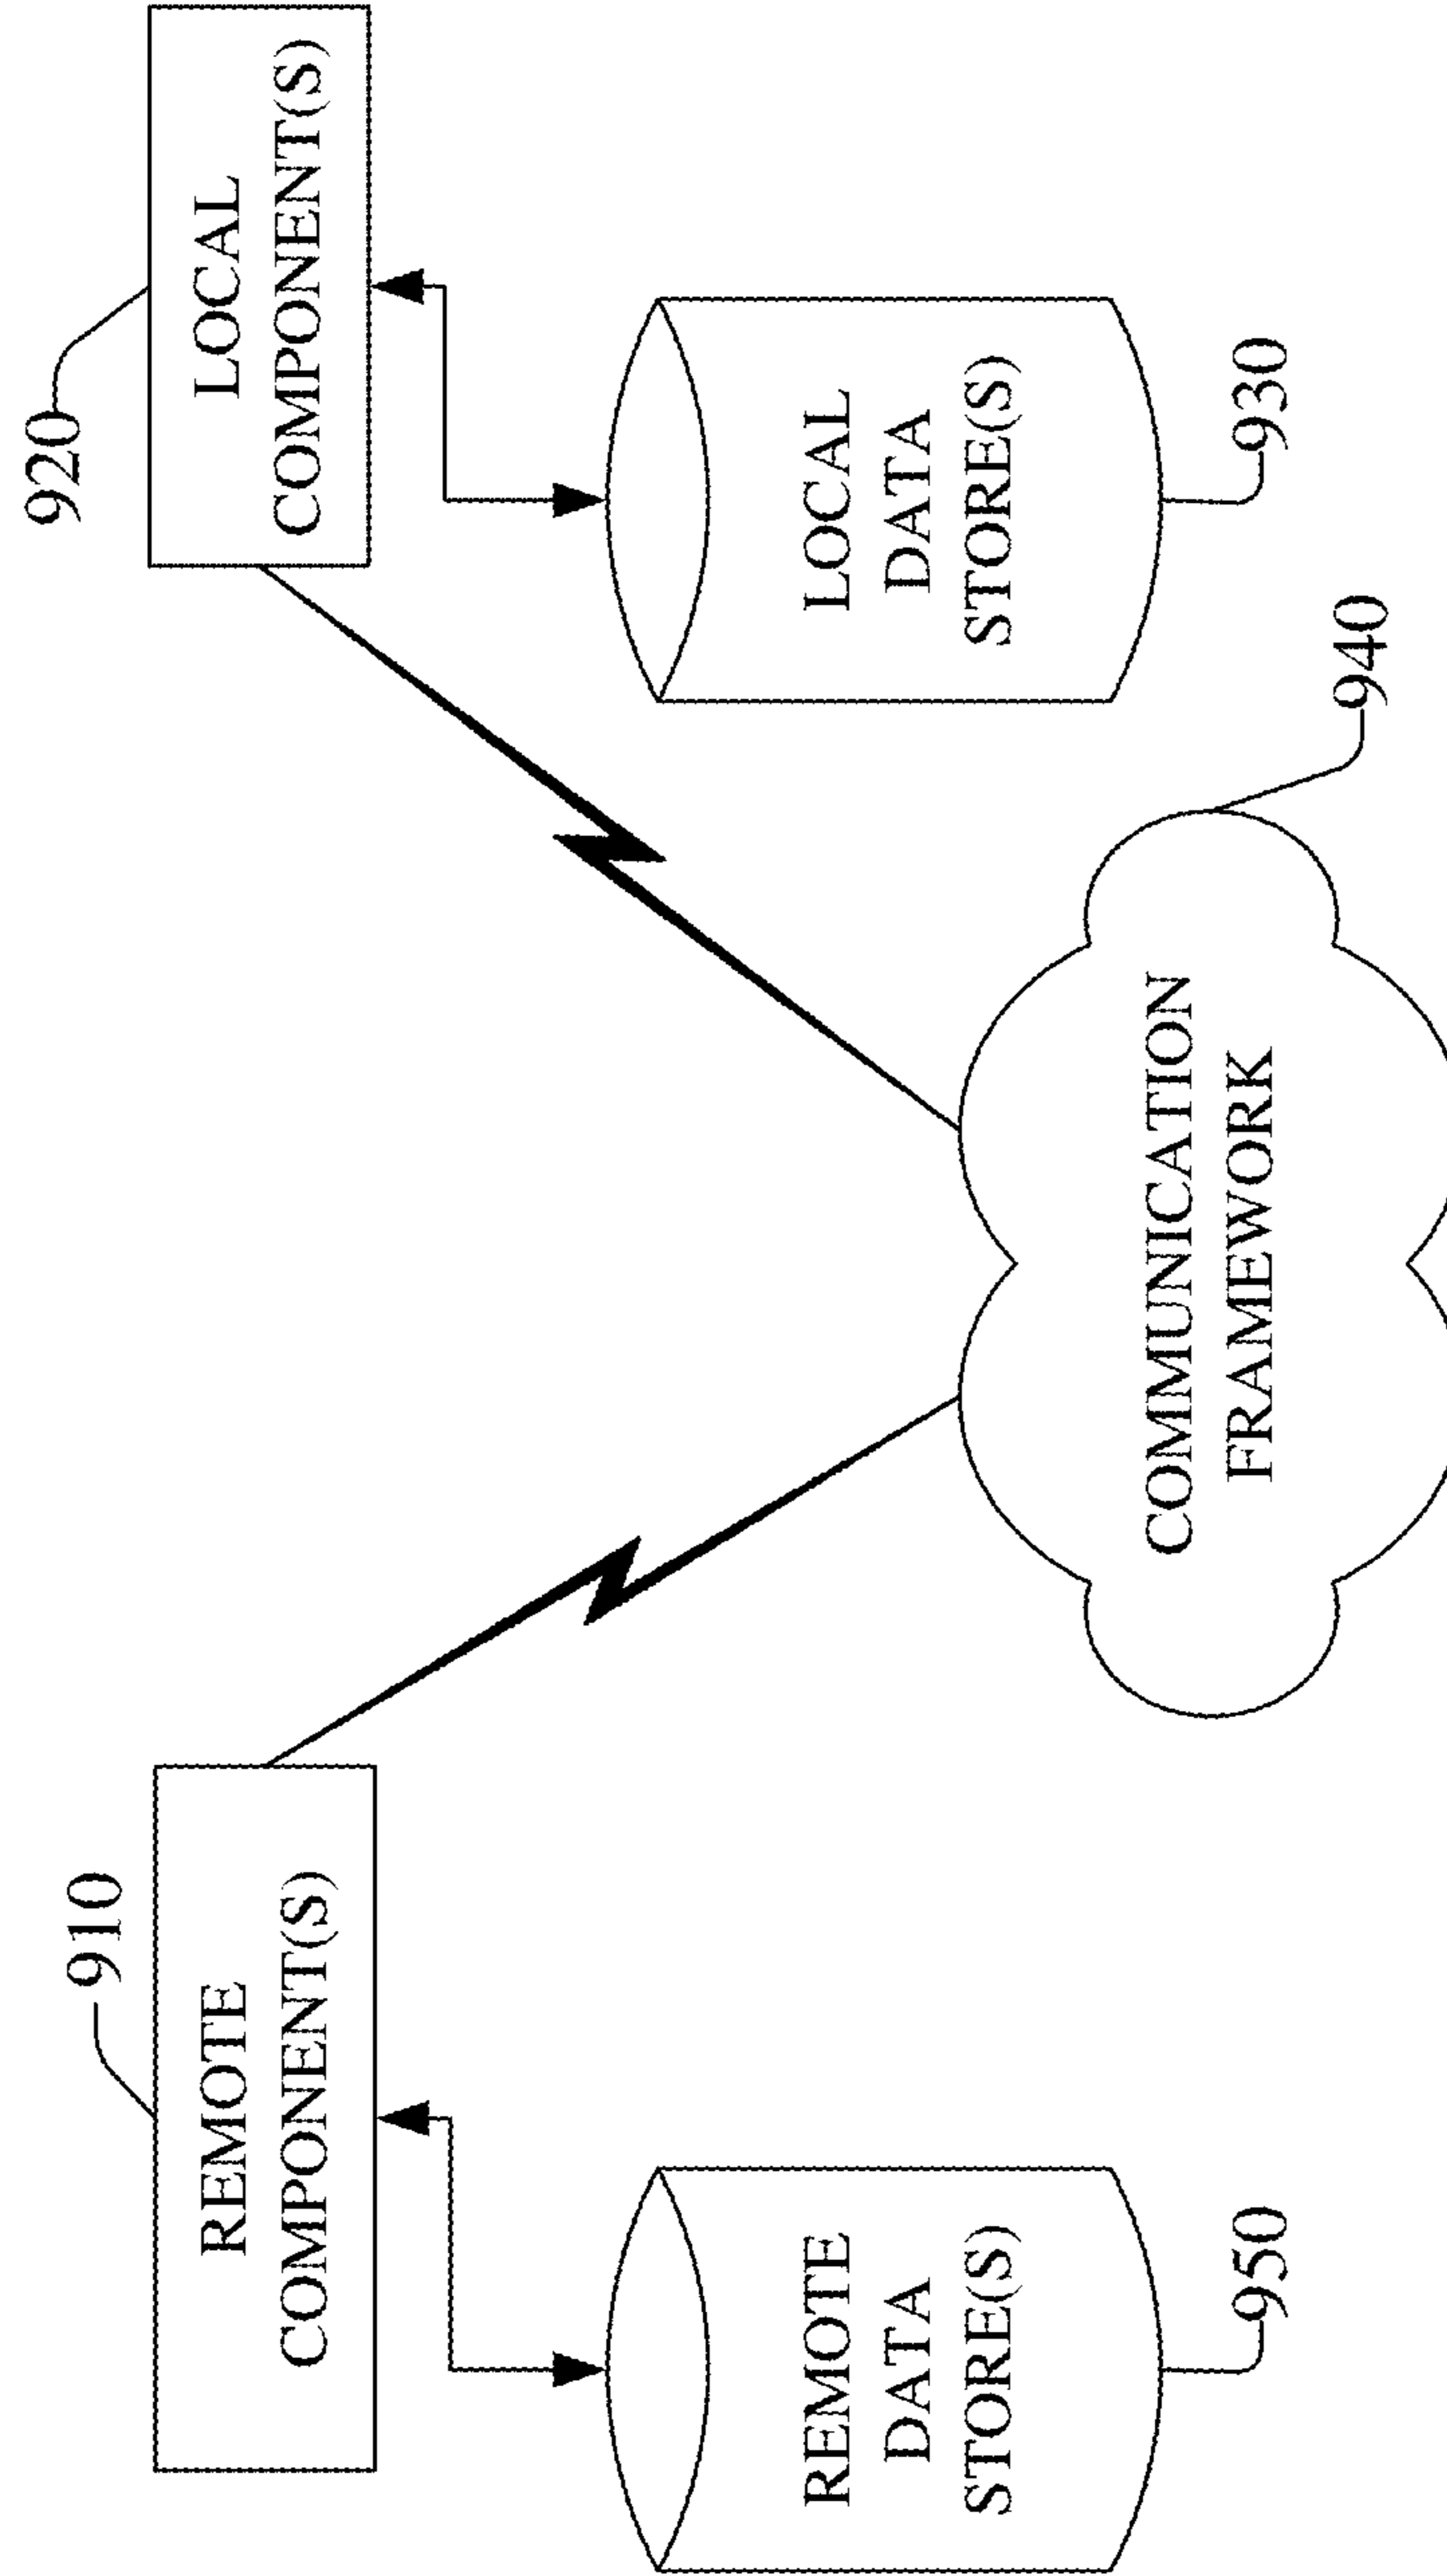 910
920
REMOTE
COMPONENT(S)
LOCAL
COMPONENT(S)
REMOTE
DATA
STORE(S)
LOCAL
DATA
STORE(S)
COMMUNICATION
FRAMEWORK
950
930
940